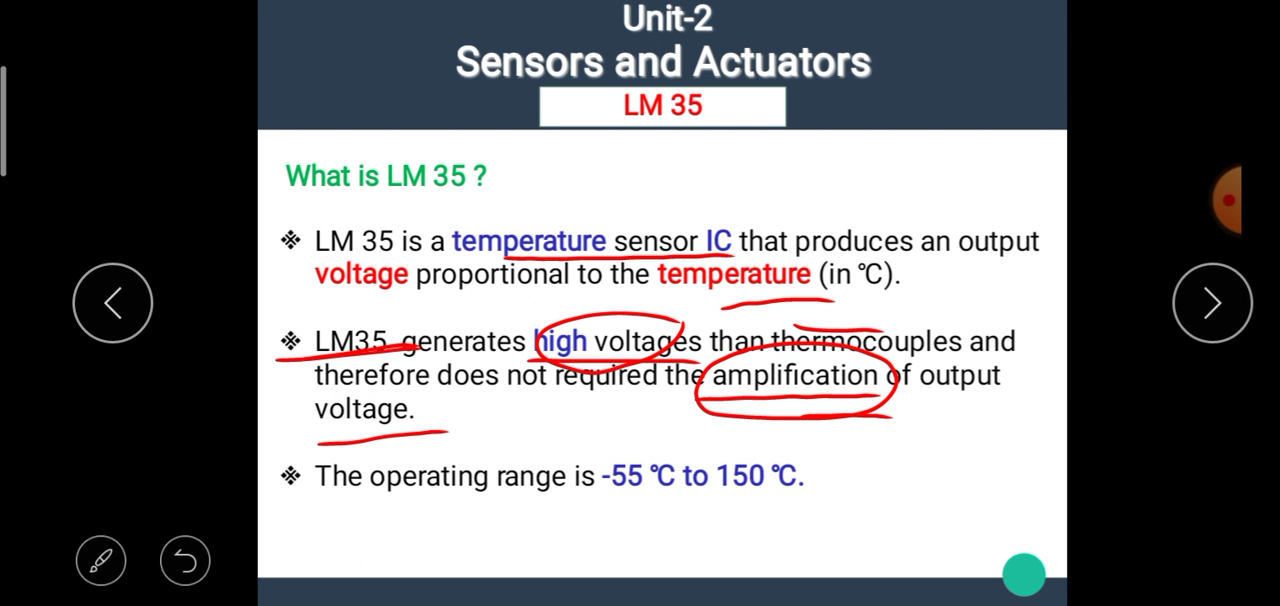 Unit-2
Sensors and Actuators
LM 35
What is LM 35 ?
❖ LM 35 is a temperature sensor IC that produces an output
voltage proportional to the temperature (in ℃).
❖ LM35 generates high voltages than thermocouples and
therefore does not required the amplification of output
voltage.
❖ The operating range is -55 ℃ to 150 ℃.